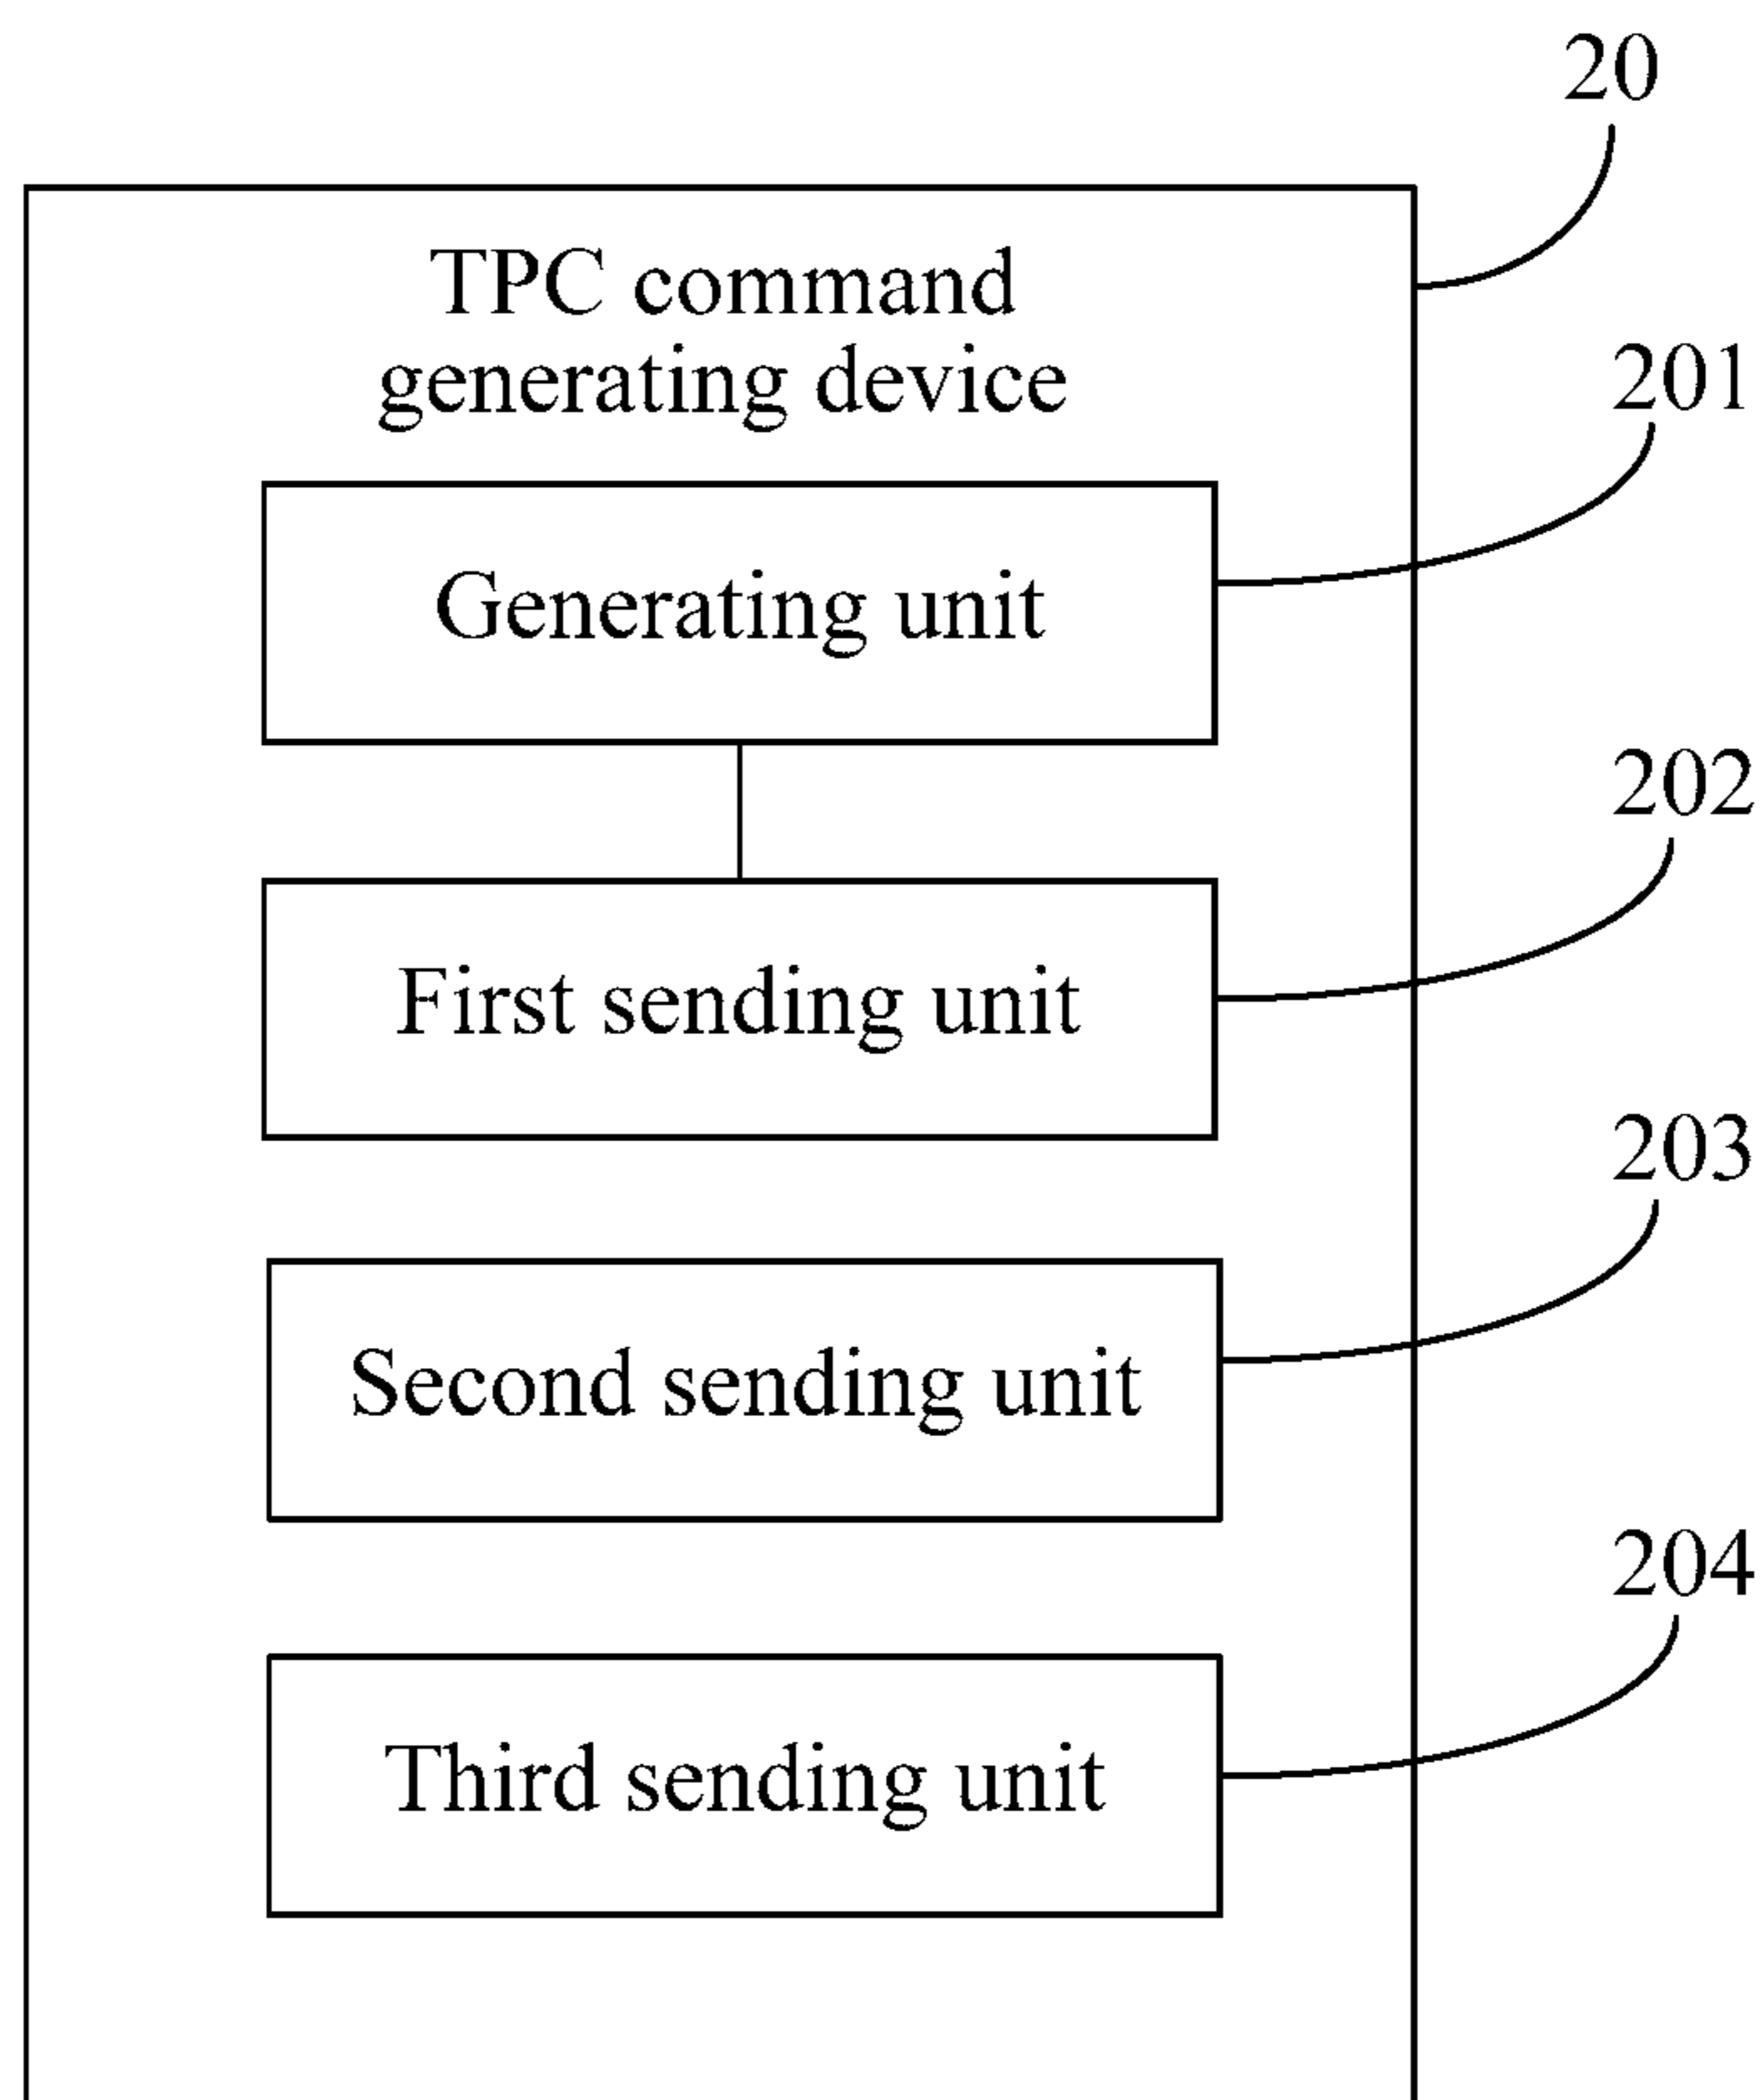 20
TPC command
generating device
201
Generating unit
202
First sending unit
203
Second sending unit
204
Third sending unit